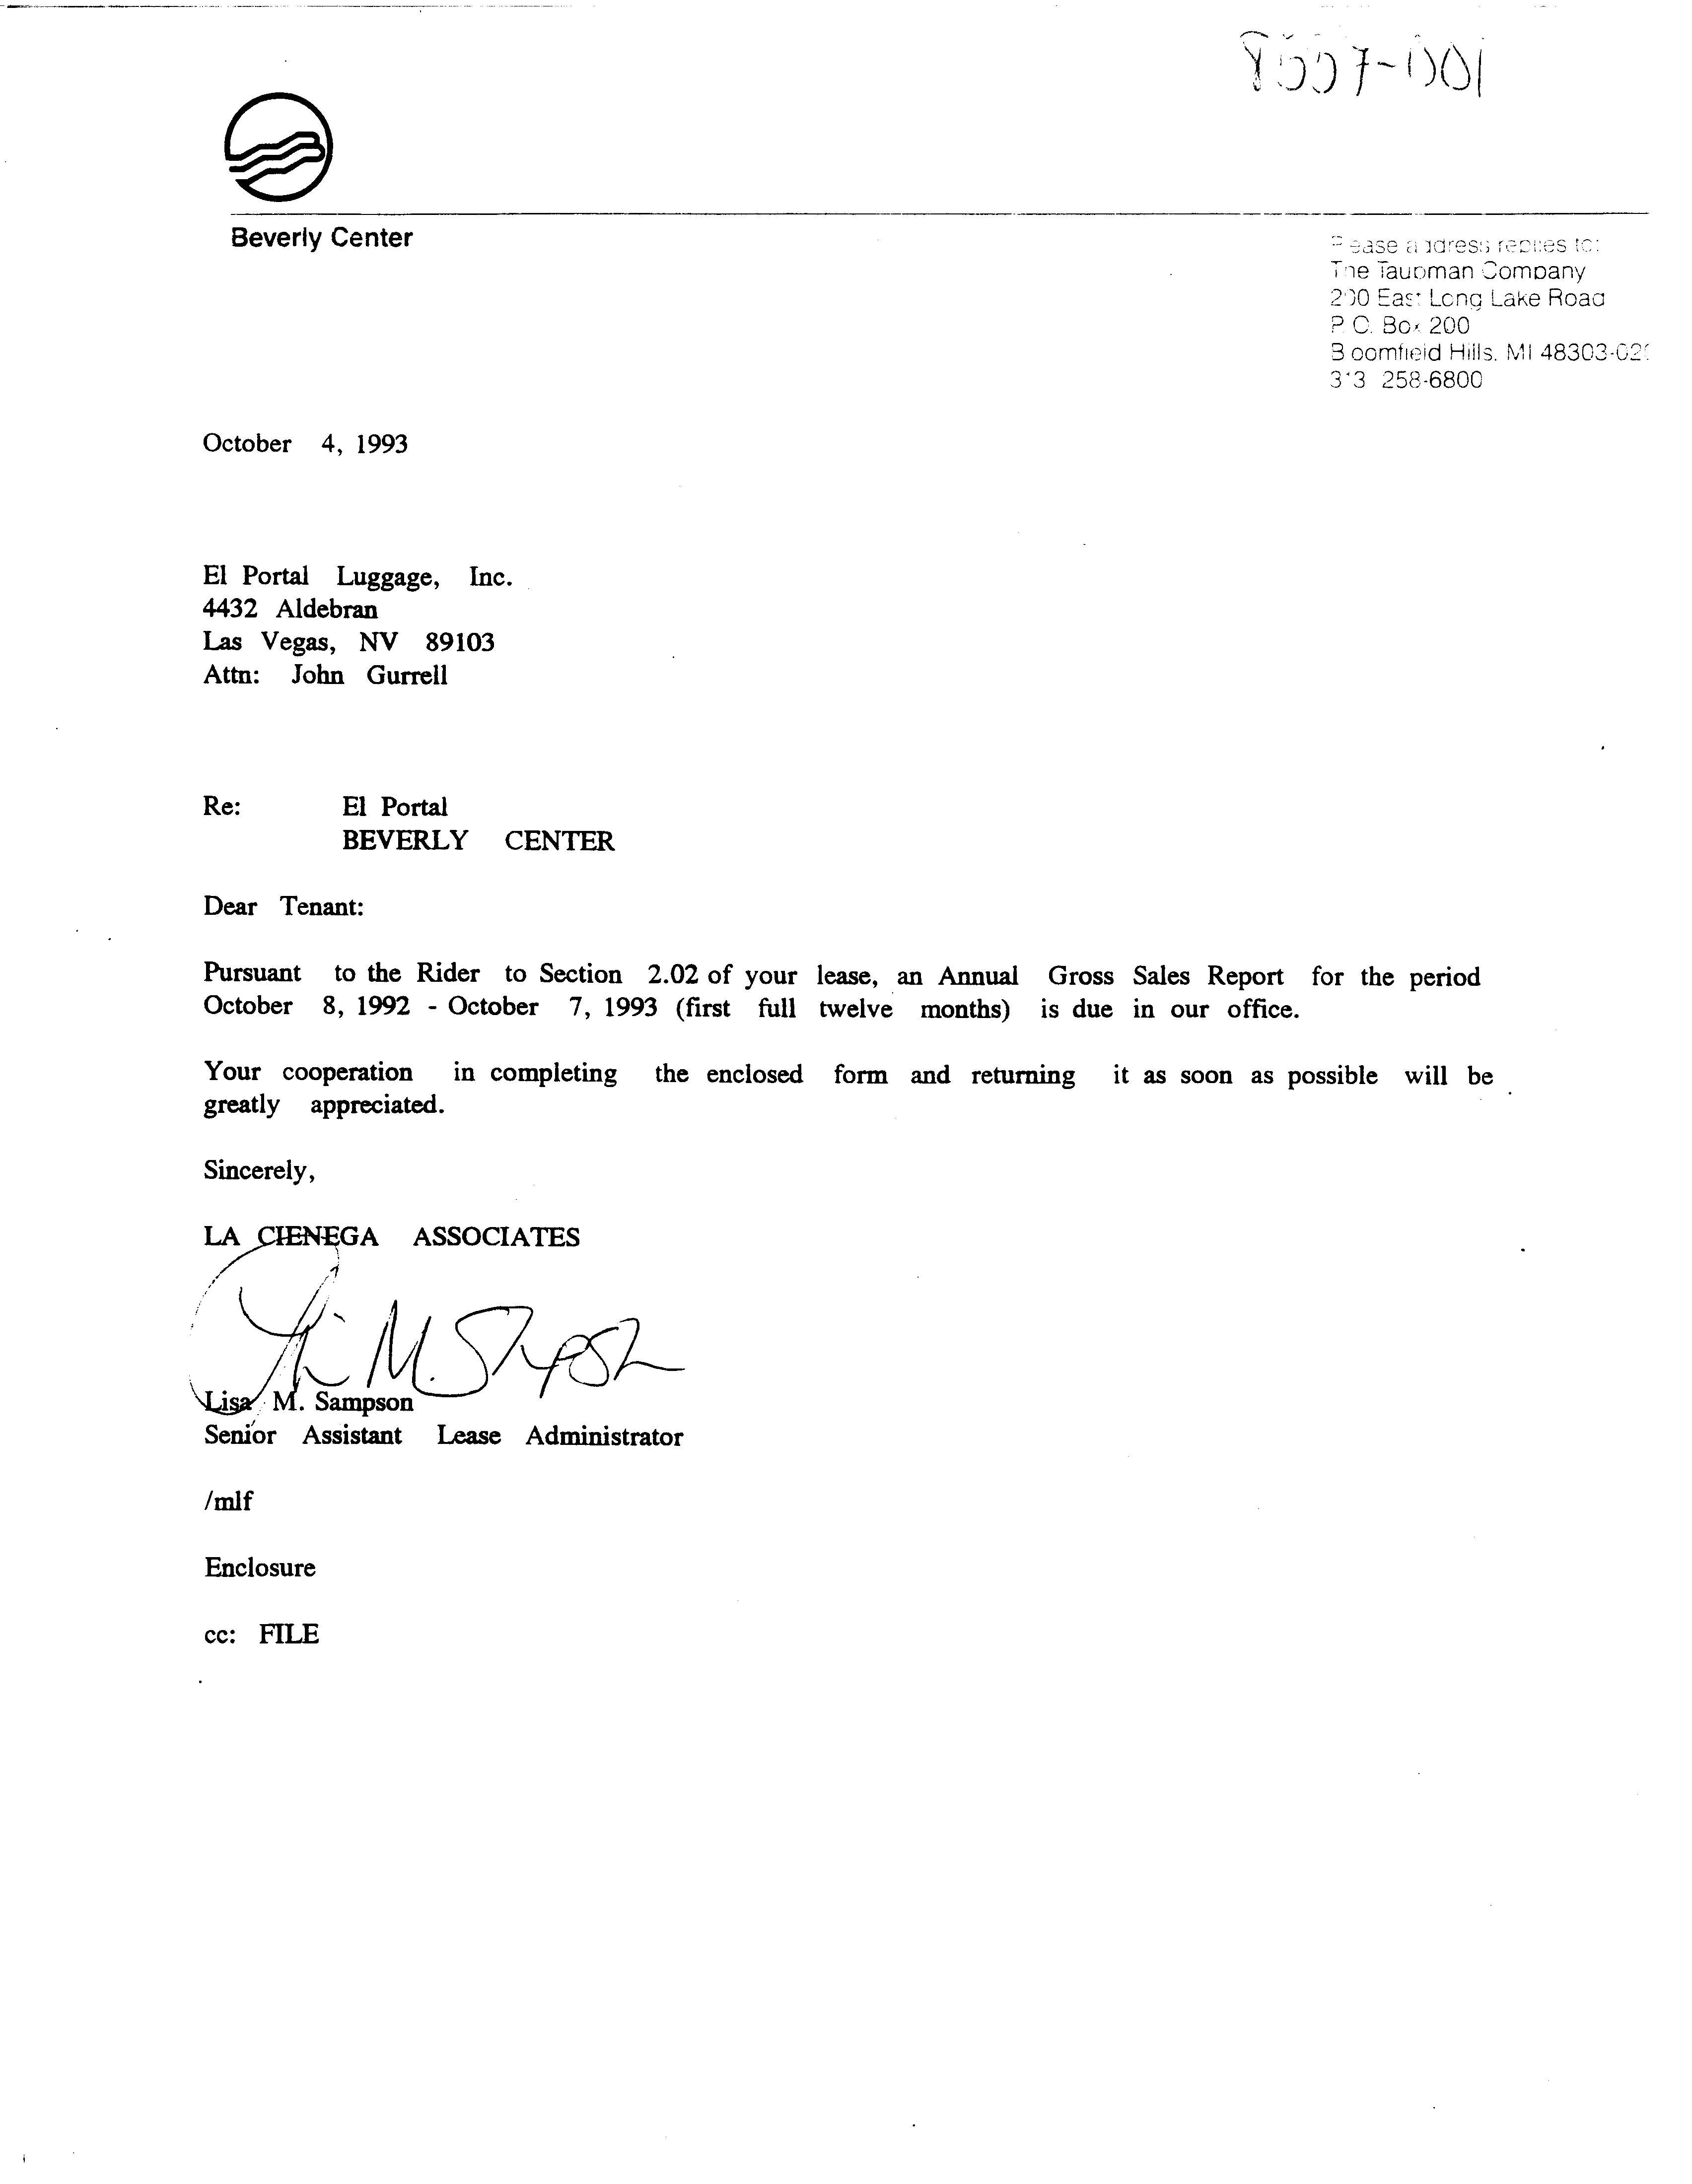 Beverly Center
Please address replies to:
The Taubman Company
200 East Long Lake Road
P.O. Box 200
Bloomfield Hills, MI 48303-02
313 258-6800
October 4, 1993
El Portal Luggage, Inc.
4432 Aldebran
Las Vegas, NV 89103
Attn: John Gurrell
Re: El Portal
BEVERLY CENTER
Dear Tenant:
Pursuant to the Rider to Section 2.02 of your lease, an Annual Gross Sales Report for the period
October 8, 1992 - October 7, 1993 (first full twelve months) is due in our office.
Your cooperation in completing the enclosed form and returning it as soon as possible will be
greatly appreciated.
Sincerely,
LA CIENEGA ASSOCIATES
Lisa M. Sampson
Senior Assistant Lease Administrator
/mlf
Enclosure
cc: FILE